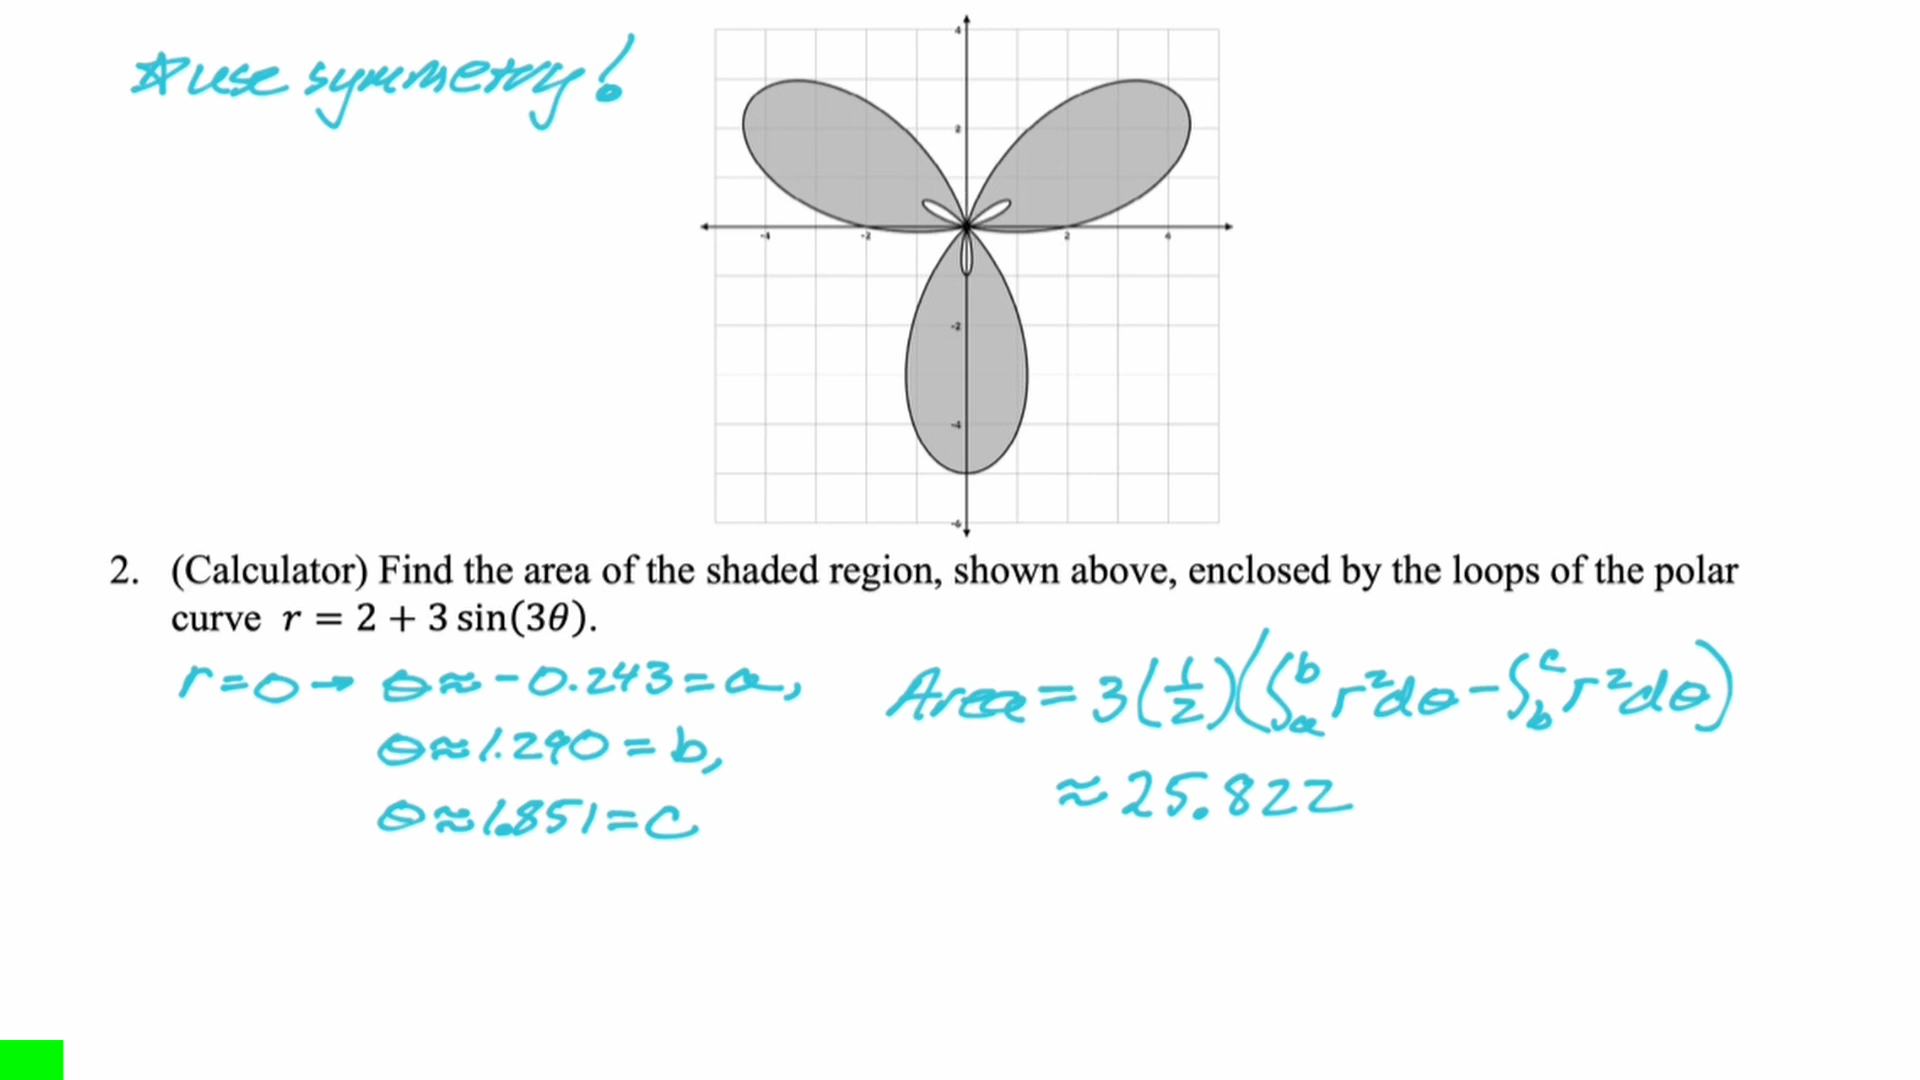 ☆use symmetry!
4
2
-4 -2 2 4
-2
-4
-6
2. (Calculator) Find the area of the shaded region, shown above, enclosed by the loops of the polar
curve r = 2 + 3 sin(3θ).
r=0→ θ≈-0.243=a,
θ≈1.290=b,
θ≈1.851=c
Area=3(1/2)(∫ₐᵇ r²dθ-∫_b^c r²dθ)
≈25.822